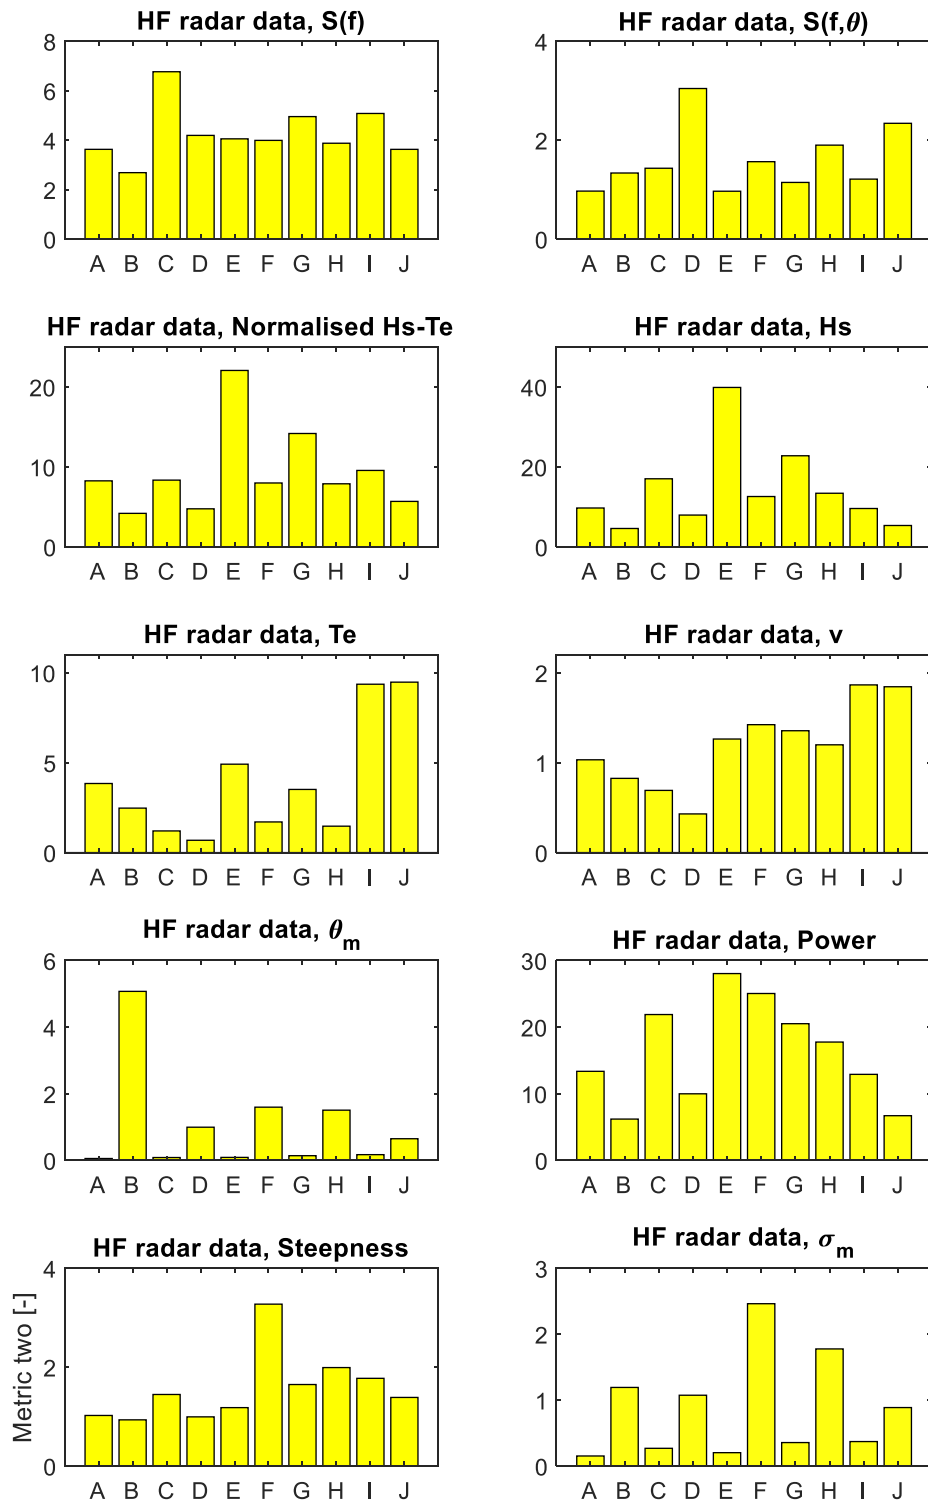 HF radar data, S(f)
8
6
4
2
0
A B C D E F G H I J
HF radar data, S(f,θ)
4
2
0
A B C D E F G H I J
HF radar data, Normalised Hs-Te
20
10
0
A B C D E F G H I J
HF radar data, Hs
40
20
0
A B C D E F G H I J
HF radar data, Te
10
5
0
A B C D E F G H I J
HF radar data, v
2
1
0
A B C D E F G H I J
HF radar data, θm
6
4
2
0
A B C D E F G H I J
HF radar data, Power
30
20
10
0
A B C D E F G H I J
HF radar data, Steepness
Metric two [-]
4
2
0
A B C D E F G H I J
HF radar data, σm
3
2
1
0
A B C D E F G H I J